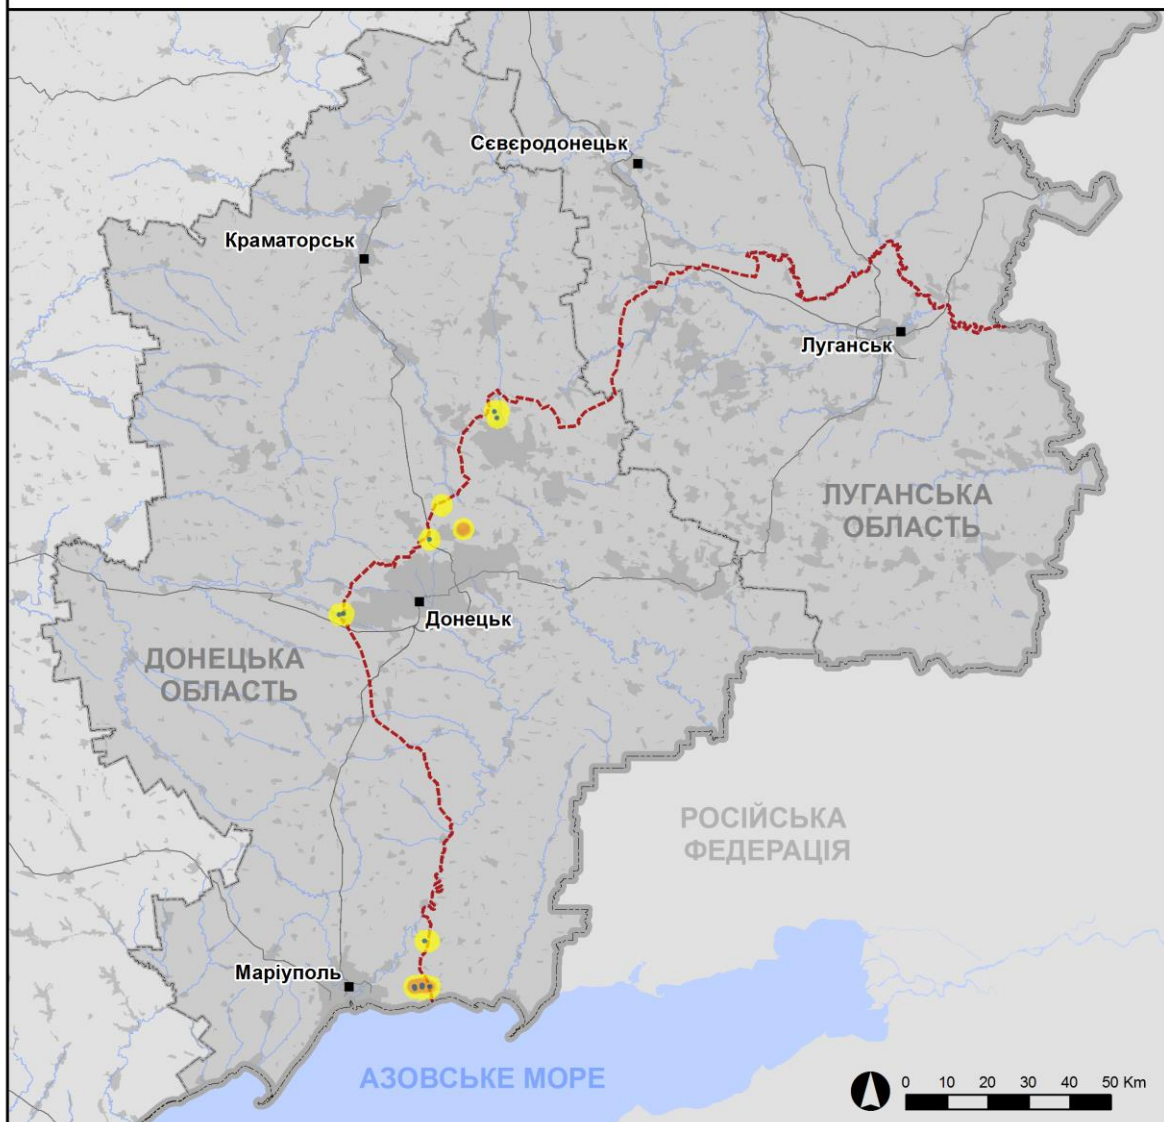 Сєвєродонецьк
Краматорськ
Луганськ
ЛУГАНСЬКА
ОБЛАСТЬ
Донецьк
ДОНЕЦЬКА
ОБЛАСТЬ
РОСІЙСЬКА
ФЕДЕРАЦІЯ
Маріуполь
АЗОВСЬКЕ МОРЕ
0 10 20 30 40 50 Km